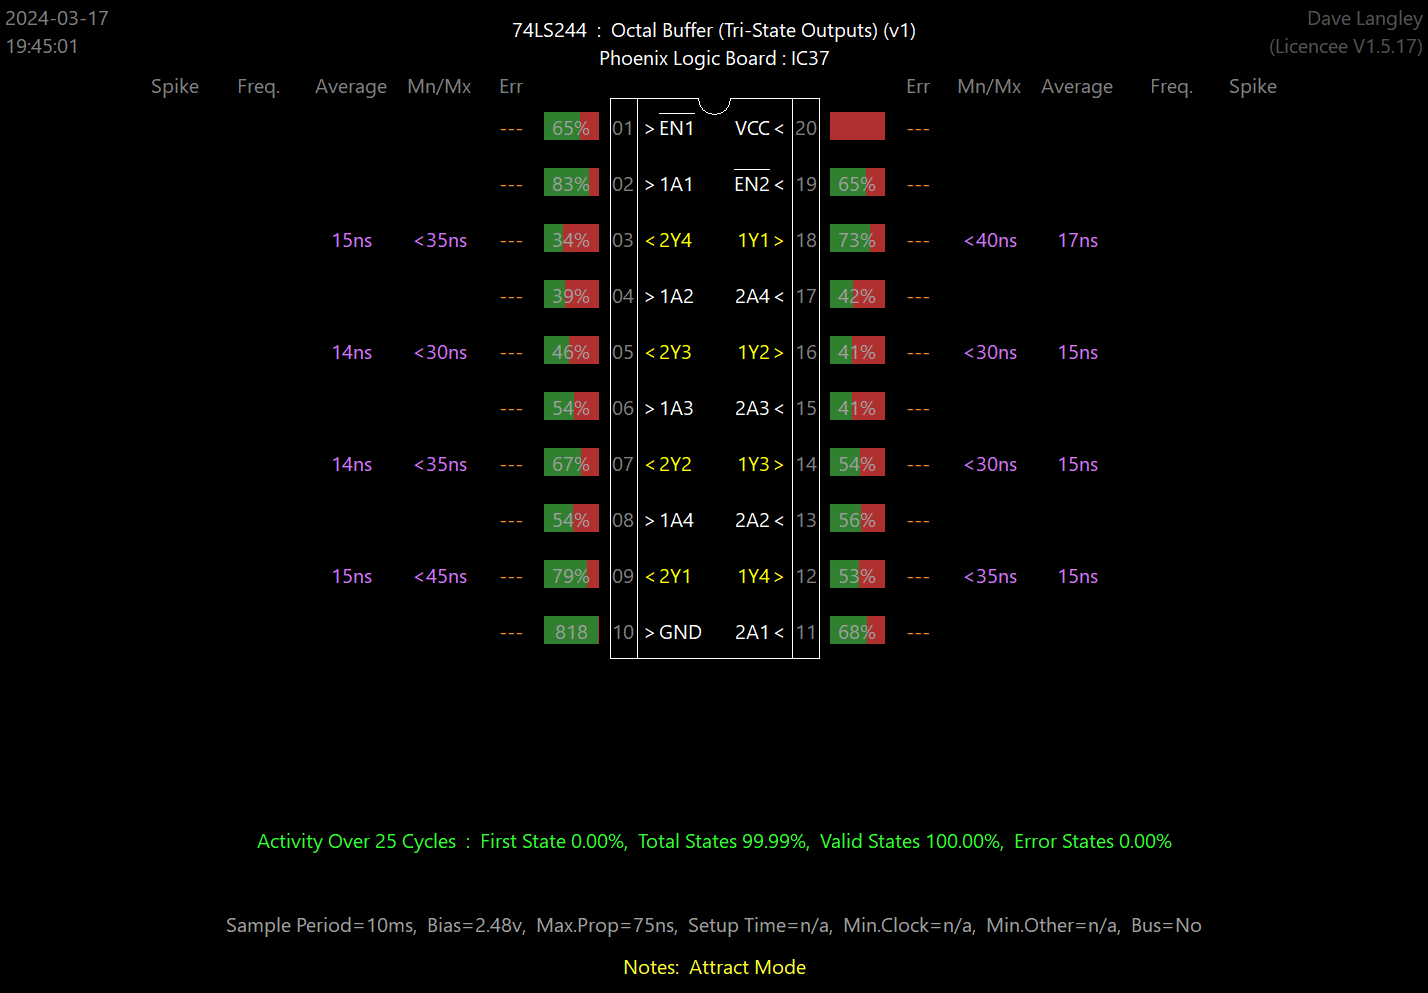 2024-03-17
19:45:01
74LS244 : Octal Buffer (Tri-State Outputs) (v1)
Phoenix Logic Board : IC37
Dave Langley
(Licencee V1.5.17)
Spike Freq. Average Mn/Mx Err Err Mn/Mx Average Freq. Spike
--- 65% 01 > EN1 VCC < 20 ---
--- 83% 02 > 1A1 EN2 < 19 65% ---
15ns <35ns --- 34% 03 < 2Y4 1Y1 > 18 73% --- <40ns 17ns
--- 39% 04 > 1A2 2A4 < 17 42% ---
14ns <30ns --- 46% 05 < 2Y3 1Y2 > 16 41% --- <30ns 15ns
--- 54% 06 > 1A3 2A3 < 15 41% ---
14ns <35ns --- 67% 07 < 2Y2 1Y3 > 14 54% --- <30ns 15ns
--- 54% 08 > 1A4 2A2 < 13 56% ---
15ns <45ns --- 79% 09 < 2Y1 1Y4 > 12 53% --- <35ns 15ns
--- 818 10 > GND 2A1 < 11 68% ---
Activity Over 25 Cycles : First State 0.00%, Total States 99.99%, Valid States 100.00%, Error States 0.00%
Sample Period=10ms, Bias=2.48v, Max.Prop=75ns, Setup Time=n/a, Min.Clock=n/a, Min.Other=n/a, Bus=No
Notes: Attract Mode